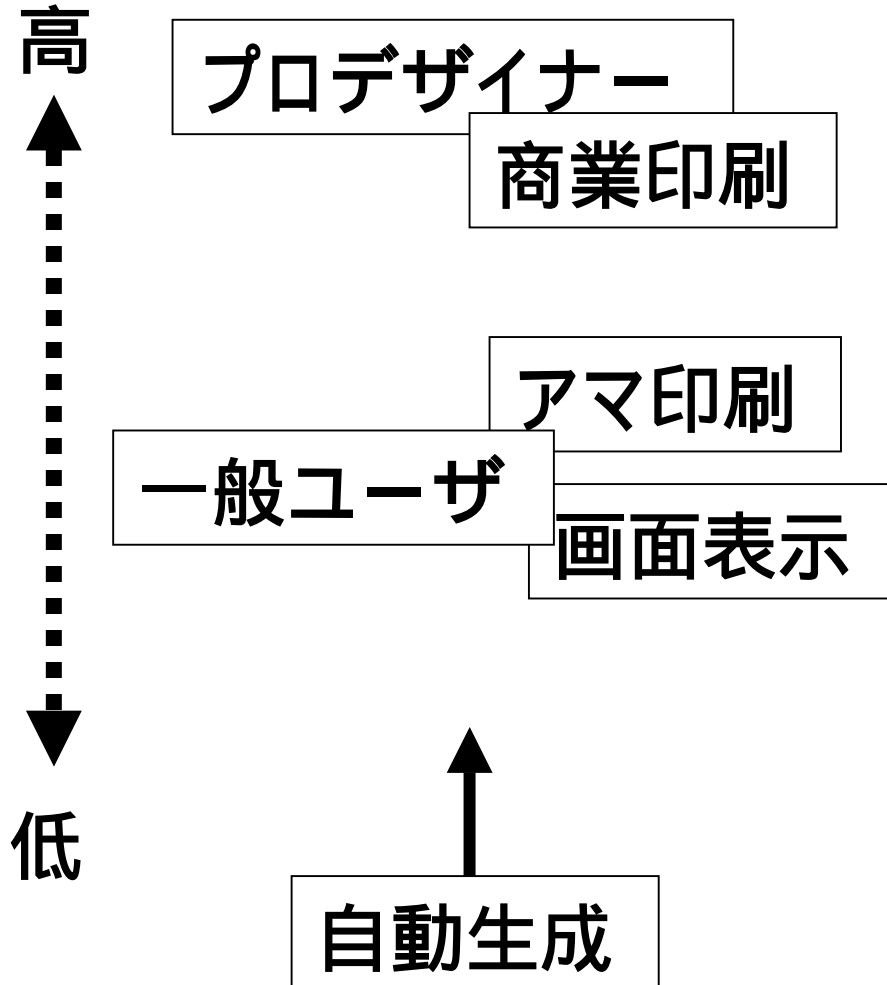 高
プロデザイナー
商業印刷
アマ印刷
一般ユーザ
画面表示
低
自動生成